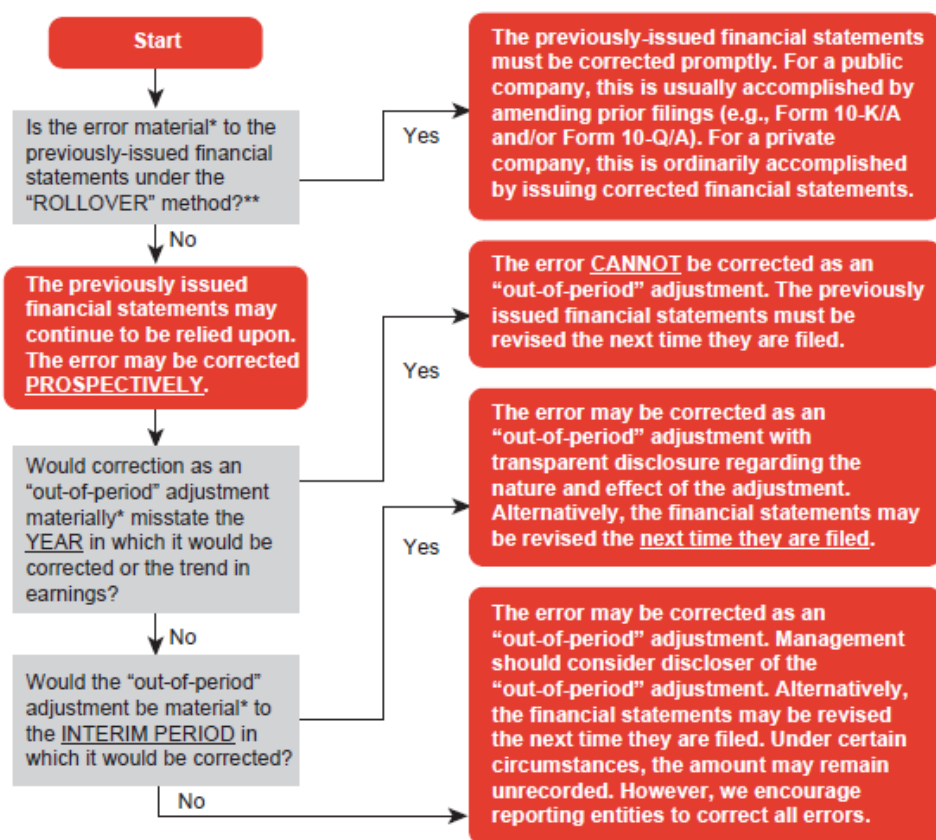 Start
Is the error material* to the
previously-issued financial
statements under the
“ROLLOVER” method?**
Yes
The previously-issued financial statements
must be corrected promptly. For a public
company, this is usually accomplished by
amending prior filings (e.g., Form 10-K/A
and/or Form 10-Q/A). For a private
company, this is ordinarily accomplished
by issuing corrected financial statements.
No
The previously issued
financial statements may
continue to be relied upon.
The error may be corrected
PROSPECTIVELY.
Would correction as an
“out-of-period” adjustment
materially* misstate the
YEAR in which it would be
corrected or the trend in
earnings?
Yes
The error CANNOT be corrected as an
“out-of-period” adjustment. The previously
issued financial statements must be
revised the next time they are filed.
No
Would the “out-of-period”
adjustment be material* to
the INTERIM PERIOD in
which it would be corrected?
Yes
The error may be corrected as an
“out-of-period” adjustment with
transparent disclosure regarding the
nature and effect of the adjustment.
Alternatively, the financial statements may
be revised the next time they are filed.
No
The error may be corrected as an
“out-of-period” adjustment. Management
should consider discloser of the
“out-of-period” adjustment. Alternatively,
the financial statements may be revised
the next time they are filed. Under certain
circumstances, the amount may remain
unrecorded. However, we encourage
reporting entities to correct all errors.